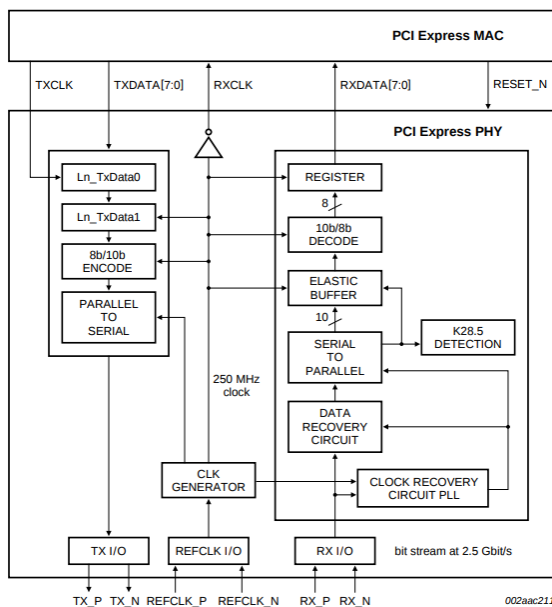 PCI Express MAC
TXCLK
TXDATA[7:0]
RXCLK
RXDATA[7:0]
RESET_N
PCI Express PHY
Ln_TxData0
Ln_TxData1
8b/10b
ENCODE
PARALLEL
TO
SERIAL
REGISTER
8
10b/8b
DECODE
ELASTIC
BUFFER
10
SERIAL
TO
PARALLEL
K28.5
DETECTION
250 MHz
clock
DATA
RECOVERY
CIRCUIT
CLK
GENERATOR
CLOCK RECOVERY
CIRCUIT PLL
TX I/O
REFCLK I/O
RX I/O
bit stream at 2.5 Gbit/s
TX_P
TX_N
REFCLK_P
REFCLK_N
RX_P
RX_N
002aac211